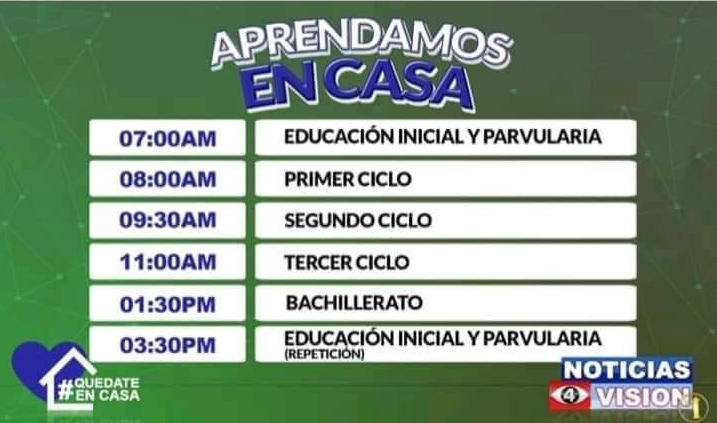 APRENDAMOS
EN CASA
07:00AM EDUCACIÓN INICIAL Y PARVULARIA
08:00AM PRIMER CICLO
09:30AM SEGUNDO CICLO
11:00AM TERCER CICLO
01:30PM BACHILLERATO
03:30PM EDUCACIÓN INICIAL Y PARVULARIA
(REPETICIÓN)
#QUEDATE
EN CASA
NOTICIAS
4 VISION
1